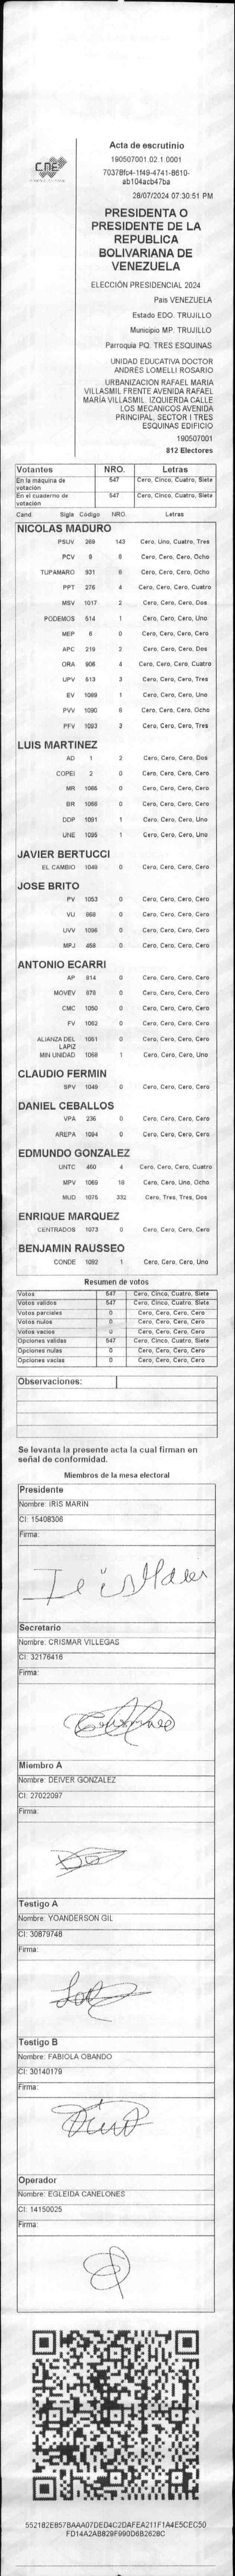 CNE
Acta de escrutinio
190507001.02.1.0001
70378fc4-1f49-4741-8610-
ab104acb47ba
28/07/2024 07:30:51 PM
PRESIDENTA O
PRESIDENTE DE LA
REPUBLICA
BOLIVARIANA DE
VENEZUELA
ELECCIÓN PRESIDENCIAL 2024
Pais VENEZUELA
Estado EDO. TRUJILLO
Municipio MP. TRUJILLO
Parroquia PQ. TRES ESQUINAS
UNIDAD EDUCATIVA DOCTOR
ANDRÉS LOMELLI ROSARIO
URBANIZACIÓN RAFAEL MARIA
VILLASMIL FRENTE AVENIDA RAFAEL
MARÍA VILLASMIL. IZQUIERDA CALLE
LOS MECANICOS AVENIDA
PRINCIPAL. SECTOR I TRES
ESQUINAS EDIFICIO
190507001
812 Electores
Votantes NRO. Letras
En la máquina de votación 547 Cero, Cinco, Cuatro, Siete
En el cuaderno de votación 547 Cero, Cinco, Cuatro, Siete
Cand. Sigla Código NRO. Letras
NICOLAS MADURO
PSUV 269 143 Cero, Uno, Cuatro, Tres
PCV 8 Cero, Cero, Cero, Ocho
TUPAMARO 931 Cero, Cero, Cero, Ocho
PPT 276 4 Cero, Cero, Cero, Cuatro
MSV 1017 2 Cero, Cero, Cero, Dos
PODEMOS 514 1 Cero, Cero, Cero, Uno
MEP 6 0 Cero, Cero, Cero, Cero
APC 219 2 Cero, Cero, Cero, Dos
ORA 906 4 Cero, Cero, Cero, Cuatro
UPV 613 3 Cero, Cero, Cero, Tres
EV 1089 1 Cero, Cero, Cero, Uno
PVV 1090 8 Cero, Cero, Cero, Ocho
PFV 1093 3 Cero, Cero, Cero, Tres
LUIS MARTINEZ
AD 1 2 Cero, Cero, Cero, Dos
COPEI 2 0 Cero, Cero, Cero, Cero
MR 1065 0 Cero, Cero, Cero, Cero
BR 1066 0 Cero, Cero, Cero, Cero
DDP 1091 1 Cero, Cero, Cero, Uno
UNE 1095 1 Cero, Cero, Cero, Uno
JAVIER BERTUCCI
EL CAMBIO 1048 0 Cero, Cero, Cero, Cero
JOSE BRITO
PV 1053 0 Cero, Cero, Cero, Cero
VU 968 0 Cero, Cero, Cero, Cero
UVV 1096 0 Cero, Cero, Cero, Cero
MPJ 458 0 Cero, Cero, Cero, Cero
ANTONIO ECARRI
AP 914 0 Cero, Cero, Cero, Cero
MOVEV 978 0 Cero, Cero, Cero, Cero
CMC 1050 0 Cero, Cero, Cero, Cero
FV 1062 0 Cero, Cero, Cero, Cero
ALIANZA DEL LAPIZ 1051 0 Cero, Cero, Cero, Cero
MIN UNIDAD 1068 1 Cero, Cero, Cero, Uno
CLAUDIO FERMIN
SPV 1049 0 Cero, Cero, Cero, Cero
DANIEL CEBALLOS
VPA 236 0 Cero, Cero, Cero, Cero
AREPA 1094 0 Cero, Cero, Cero, Cero
EDMUNDO GONZALEZ
UNTC 460 4 Cero, Cero, Cero, Cuatro
MPV 1069 18 Cero, Cero, Uno, Ocho
MUD 1075 332 Cero, Tres, Tres, Dos
ENRIQUE MARQUEZ
CENTRADOS 1073 0 Cero, Cero, Cero, Cero
BENJAMIN RAUSSEO
CONDE 1092 1 Cero, Cero, Cero, Uno
Resumen de votos
Votos 547 Cero, Cinco, Cuatro, Siete
Votos validos 547 Cero, Cinco, Cuatro, Siete
Votos parciales 0 Cero, Cero, Cero, Cero
Votos nulos 0 Cero, Cero, Cero, Cero
Votos vacios 0 Cero, Cero, Cero, Cero
Opciones validas 547 Cero, Cinco, Cuatro, Siete
Opciones nulas 0 Cero, Cero, Cero, Cero
Opciones vacias 0 Cero, Cero, Cero, Cero
Observaciones:
Se levanta la presente acta la cual firman en
señal de conformidad.
Miembros de la mesa electoral
Presidente
Nombre: IRIS MARIN
CI: 15408306
Firma:
Secretario
Nombre: CRISMAR VILLEGAS
CI: 32176416
Firma:
Miembro A
Nombre: DEIVER GONZALEZ
CI: 27022097
Firma:
Testigo A
Nombre: YOANDERSON GIL
CI: 30879748
Firma:
Testigo B
Nombre: FABIOLA OBANDO
CI: 30140179
Firma:
Operador
Nombre: EGLEIDA CANELONES
CI: 14150025
Firma:
552182E857BAAA07DED4C2DAFEA211F1A4E5CEC50
FD14A2AB829F990D6B2628C